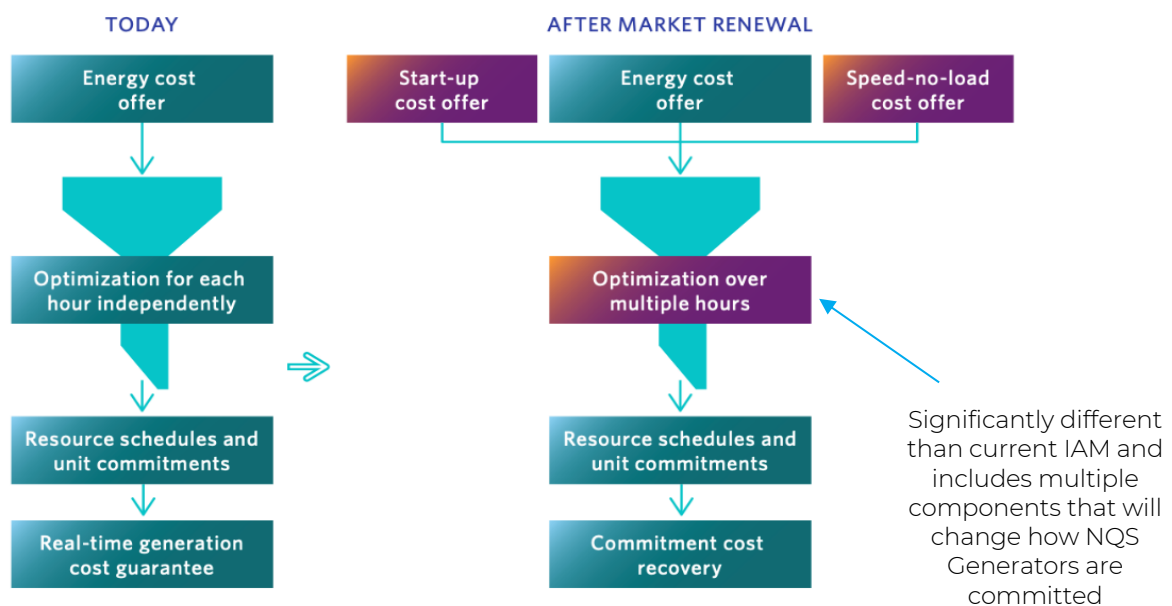 TODAY
Energy cost
offer
Optimization for each
hour independently
Resource schedules and
unit commitments
Real-time generation
cost guarantee
AFTER MARKET RENEWAL
Start-up
cost offer
Energy cost
offer
Speed-no-load
cost offer
Optimization over
multiple hours
Resource schedules and
unit commitments
Commitment cost
recovery
Significantly different
than current IAM and
includes multiple
components that will
change how NQS
Generators are
committed